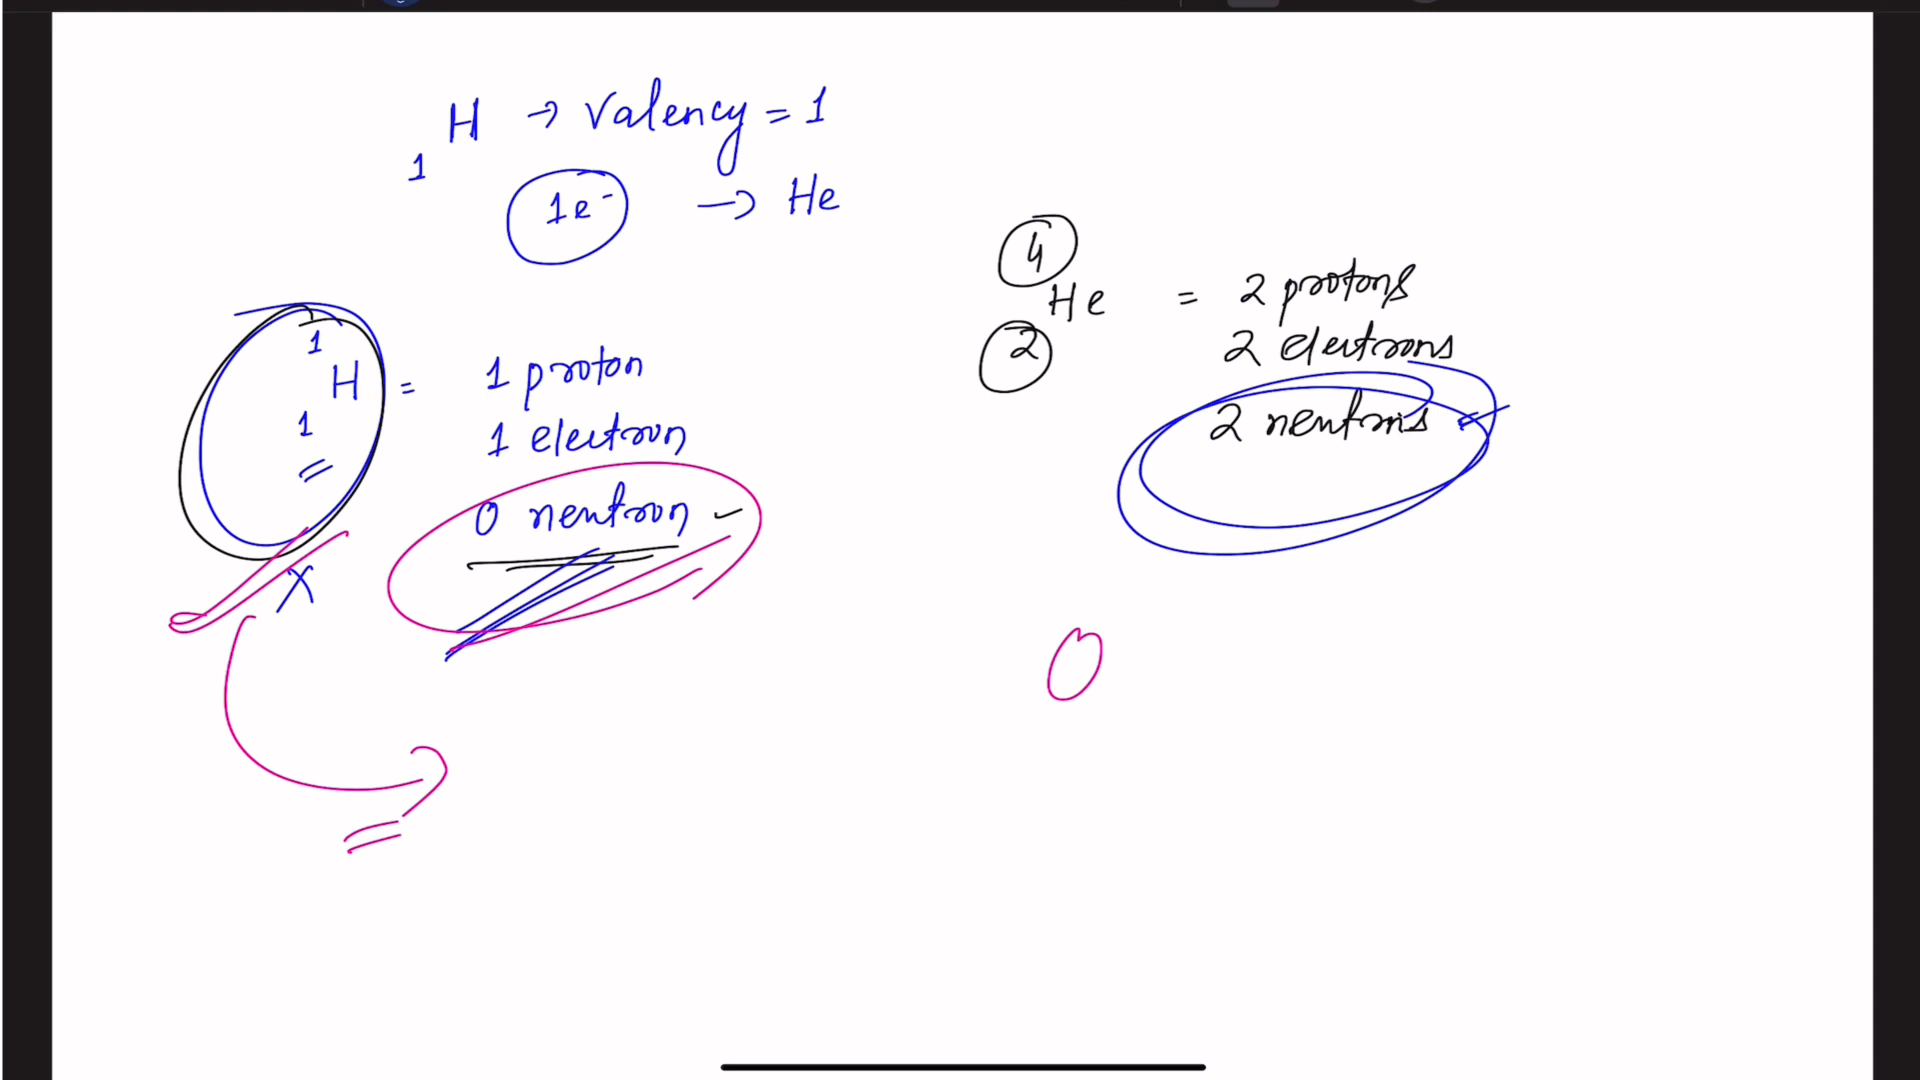 H → valency = 1
1
1e⁻ → He
4
He = 2 protons
2
2 electrons
2 neutrons
1
H = 1 proton
1
1 electron
0 neutron
X
0